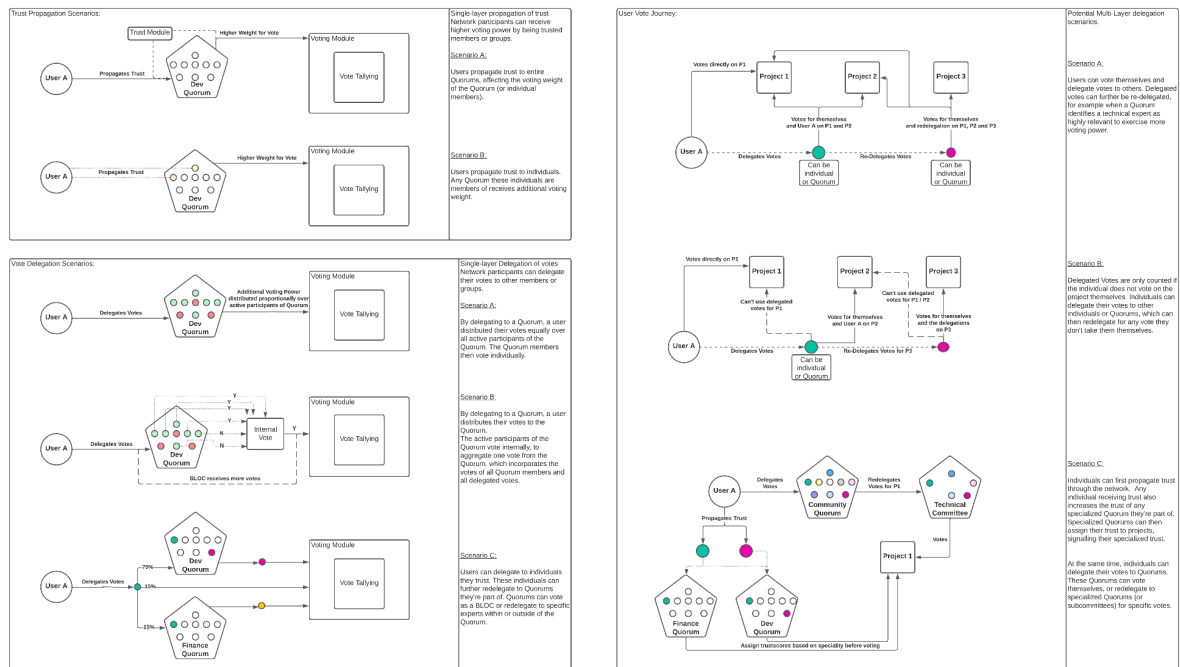 Trust Propagation Scenarios:
Trust Module
Higher Weight for Vote
Voting Module
User A
Propagates Trust
Dev
Quorum
Vote Tallying
Higher Weight for Vote
Voting Module
User A
Propagates Trust
Dev
Quorum
Vote Tallying
Single-layer propagation of trust
Network participants can receive
higher voting power by being trusted
members or groups.
Scenario A:
Users propagate trust to entire
Quorums, affecting the voting weight
of the Quorum (or individual
members).
Scenario B:
Users propagate trust to individuals.
Any Quorum these individuals are
members of receives additional voting
weight.
Vote Delegation Scenarios:
Voting Module
User A
Delegates Votes
Dev
Quorum
Additional Voting Power
distributed proportionally over
active participants of Quorum
Vote Tallying
Voting Module
User A
Delegates Votes
Dev
Quorum
Y
Y
Y
Y
N
N
Internal
Vote
Y
BLOC receives more votes
Vote Tallying
Voting Module
User A
Delegates Votes
70%
15%
15%
Dev
Quorum
Finance
Quorum
Vote Tallying
Single-layer Delegation of votes
Network participants can delegate
their votes to other members or
groups.
Scenario A:
By delegating to a Quorum, a user
distributed their votes equally over
all active participants of the
Quorum. The Quorum members
then vote individually.
Scenario B:
By delegating to a Quorum, a user
distributes their votes to the
Quorum.
The active participants of the
Quorum vote internally, to
aggregate one vote from the
Quorum, which incorporates the
votes of all Quorum members and
all delegated votes.
Scenario C:
Users can delegate to individuals
they trust. These individuals can
further redelegate to Quorums
they're part of. Quorums can vote
as a BLOC or redelegate to specific
experts within or outside of the
Quorum.
User Vote Journey:
Votes directly on P1
Project 1
Project 2
Project 3
Votes for themselves
and User A on P1 and P2
Votes for themselves
and redelegation on P1, P2 and P3
User A
Delegates Votes
Re-Delegates Votes
Can be
individual
or Quorum
Can be
individual
or Quorum
Votes directly on P1
Project 1
Project 2
Project 3
Can't use delegated
votes for P1
Can't use delegated
votes for P1 / P2
Votes for themselves
and User A on P2
Votes for themselves
and the delegations
on P3
User A
Delegates Votes
Re-Delegates Votes for P3
Can be
individual
or Quorum
User A
Delegates
Votes
Community
Quorum
Redelegates
Votes for P1
Technical
Committee
Propagates Trust
Votes
Project 1
Finance
Quorum
Dev
Quorum
Assign trustscores based on speciality before voting
Potential Multi-Layer delegation
scenarios.
Scenario A:
Users can vote themselves and
delegate votes to others. Delegated
votes can further be re-delegated,
for example when a Quorum
identifies a technical expert as
highly relevant to exercise more
voting power.
Scenario B:
Delegated Votes are only counted if
the individual does not vote on the
project themselves. Individuals can
delegate their votes to other
individuals or Quorums, which can
then redelegate for any vote they
don't take them themselves.
Scenario C:
Individuals can first propagate trust
through the network. Any
individual receiving trust also
increases the trust of any
specialized Quorum they're part of.
Specialized Quorums can then
assign their trust to projects,
signalling their specialized trust.
At the same time, individuals can
delegate their votes to Quorums.
These Quorums can vote
themselves, or redelegate to
specialized Quorums (or
subcommittees) for specific votes.